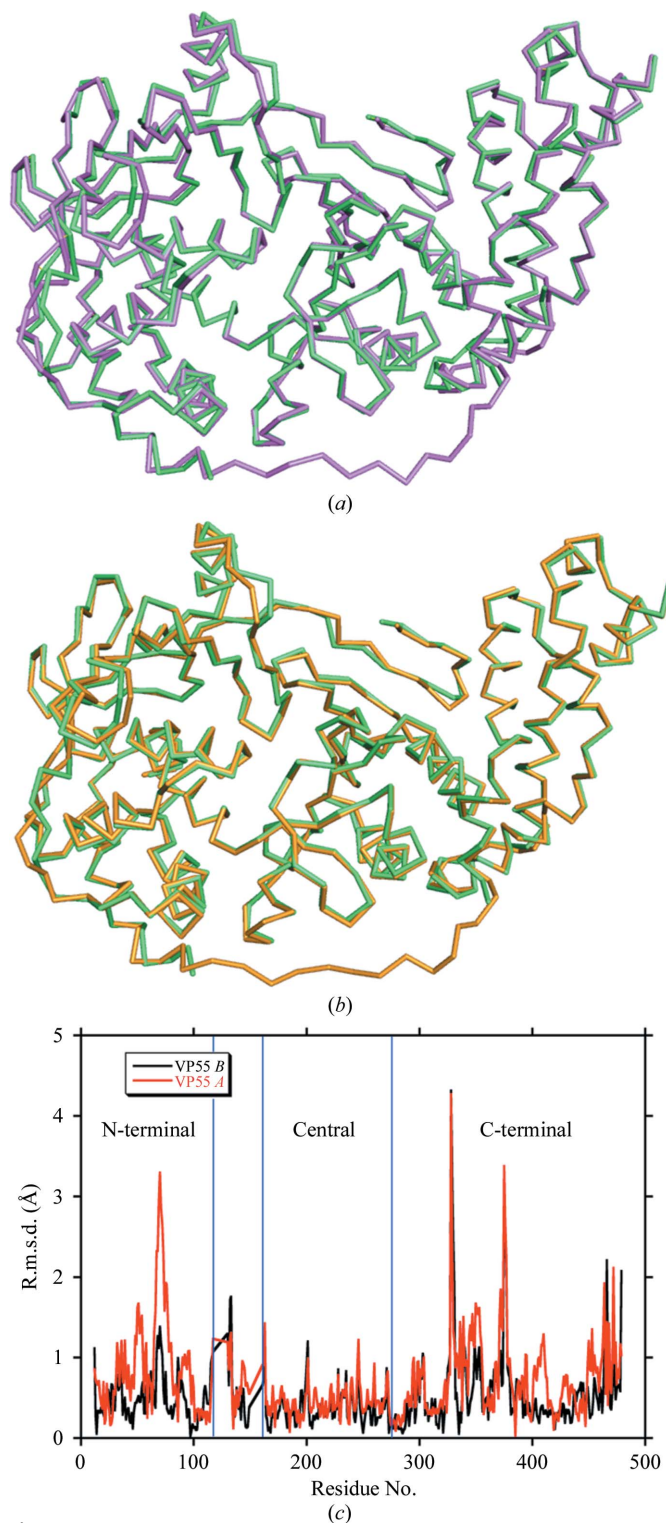 (a)
(b)
5
4
3
2
1
0
R.m.s.d. (Å)
VP55 B
VP55 A
N-terminal
Central
C-terminal
0
100
200
300
400
500
Residue No.
(c)